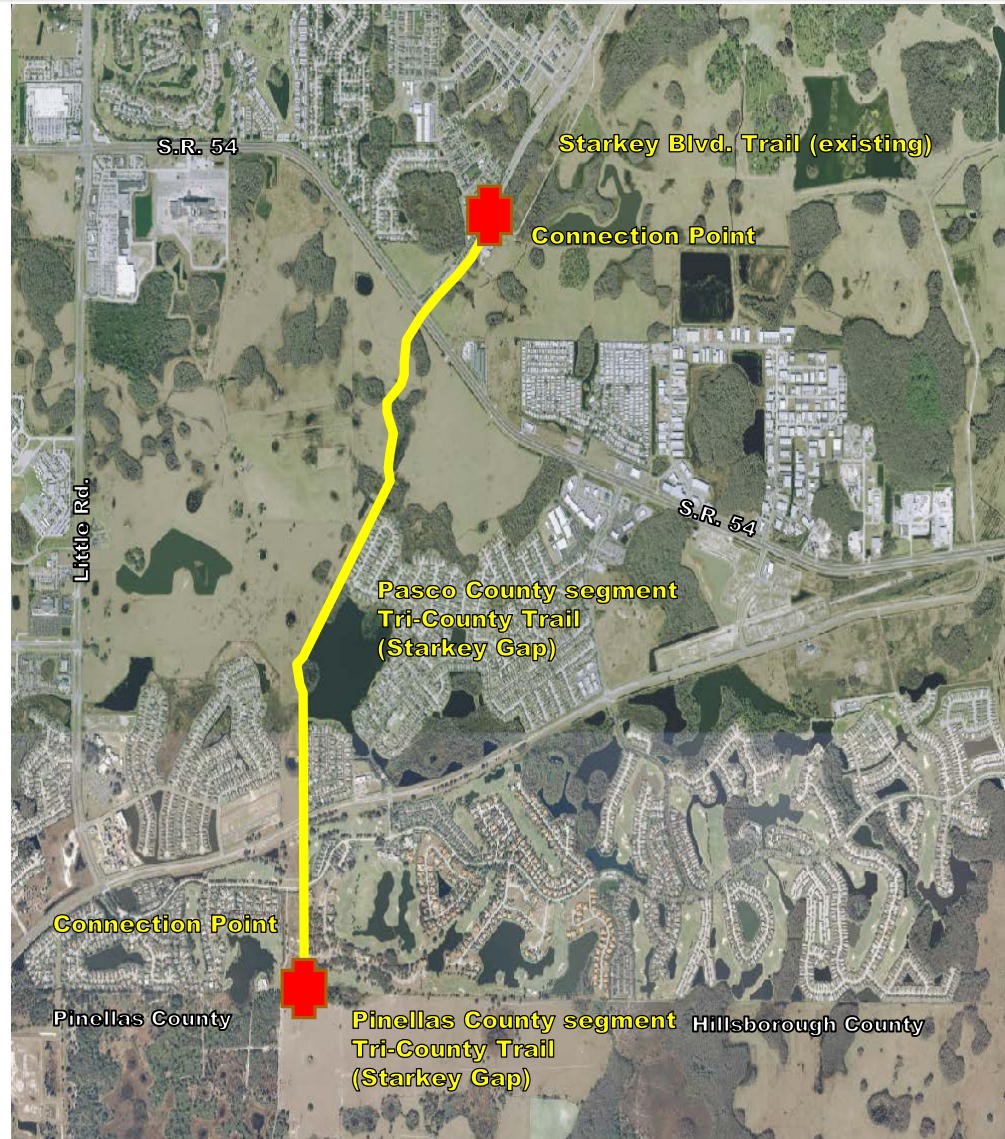 S.R. 54
Starkey Blvd. Trail (existing)
Connection Point
Little Rd.
S.R. 54
Pasco County segment
Tri-County Trail
(Starkey Gap)
Connection Point
Pinellas County
Pinellas County segment
Tri-County Trail
(Starkey Gap)
Hillsborough County